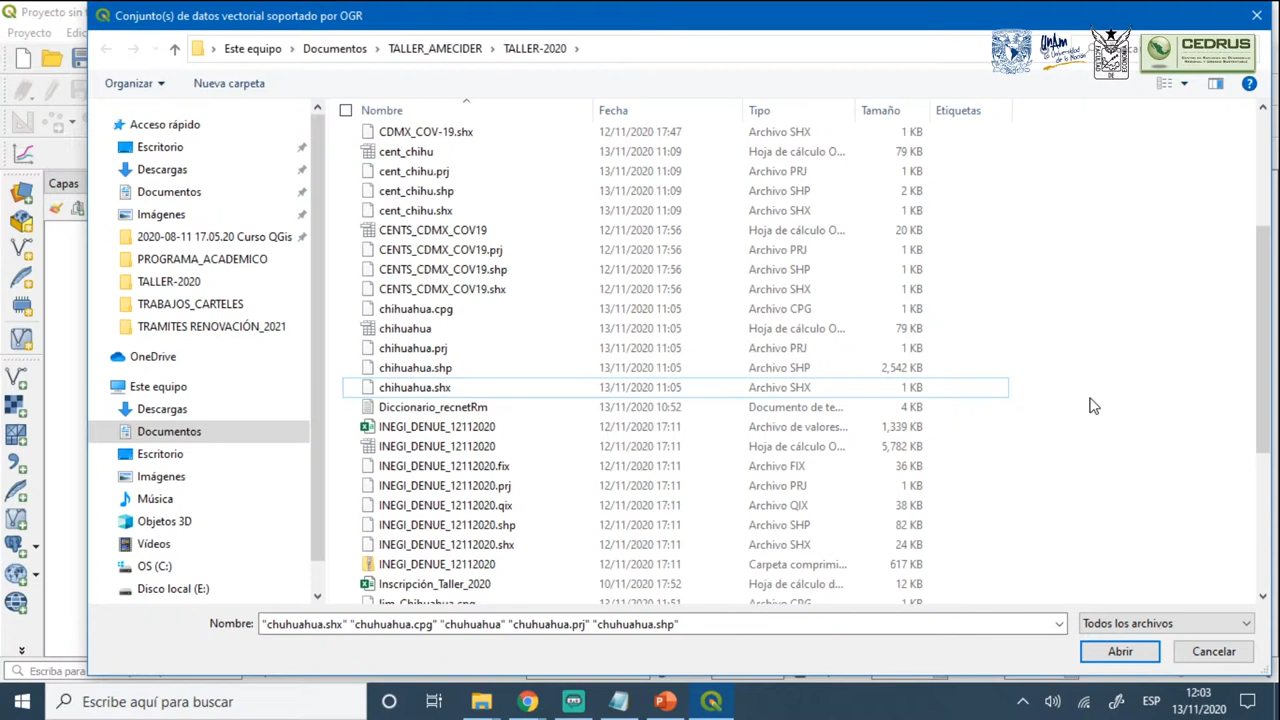 Proyecto sin t
Conjunto(s) de datos vectorial soportado por OGR
Proyecto Edic
Este equipo > Documentos > TALLER_AMECIDER > TALLER-2020 >
CEDRUS
Organizar Nueva carpeta
Nombre Fecha Tipo Tamaño Etiquetas
Capas
Acceso rápido
Escritorio
Descargas
Documentos
Imágenes
2020-08-11 17.05.20 Curso QGis
PROGRAMA_ACADEMICO
TALLER-2020
TRABAJOS_CARTELES
TRAMITES RENOVACIÓN_2021
OneDrive
Este equipo
Descargas
Documentos
Escritorio
Imágenes
Música
Objetos 3D
Vídeos
OS (C:)
Disco local (E:)
CDMX_COV-19.shx 12/11/2020 17:47 Archivo SHX 1 KB
cent_chihu 13/11/2020 11:09 Hoja de cálculo O... 79 KB
cent_chihu.prj 13/11/2020 11:09 Archivo PRJ 1 KB
cent_chihu.shp 13/11/2020 11:09 Archivo SHP 2 KB
cent_chihu.shx 13/11/2020 11:09 Archivo SHX 1 KB
CENTS_CDMX_COV19 12/11/2020 17:56 Hoja de cálculo O... 20 KB
CENTS_CDMX_COV19.prj 12/11/2020 17:56 Archivo PRJ 1 KB
CENTS_CDMX_COV19.shp 12/11/2020 17:56 Archivo SHP 1 KB
CENTS_CDMX_COV19.shx 12/11/2020 17:56 Archivo SHX 1 KB
chihuahua.cpg 13/11/2020 11:05 Archivo CPG 1 KB
chihuahua 13/11/2020 11:05 Hoja de cálculo O... 79 KB
chihuahua.prj 13/11/2020 11:05 Archivo PRJ 1 KB
chihuahua.shp 13/11/2020 11:05 Archivo SHP 2,542 KB
chihuahua.shx 13/11/2020 11:05 Archivo SHX 1 KB
Diccionario_recnetRm 13/11/2020 10:52 Documento de te... 4 KB
INEGI_DENUE_12112020 12/11/2020 17:11 Archivo de valores... 1,339 KB
INEGI_DENUE_12112020 12/11/2020 17:11 Hoja de cálculo O... 5,782 KB
INEGI_DENUE_12112020.fix 12/11/2020 17:11 Archivo FIX 36 KB
INEGI_DENUE_12112020.prj 12/11/2020 17:11 Archivo PRJ 1 KB
INEGI_DENUE_12112020.qix 12/11/2020 17:11 Archivo QIX 38 KB
INEGI_DENUE_12112020.shp 12/11/2020 17:11 Archivo SHP 82 KB
INEGI_DENUE_12112020.shx 12/11/2020 17:11 Archivo SHX 24 KB
INEGI_DENUE_12112020 12/11/2020 17:11 Carpeta comprimi... 617 KB
Inscripción_Taller_2020 10/11/2020 17:52 Hoja de cálculo d... 12 KB
Nombre: "chuhuahua.shx" "chuhuahua.cpg" "chuhuahua" "chuhuahua.prj" "chuhuahua.shp"
Todos los archivos
Abrir Cancelar
Escriba para
Escribe aquí para buscar
ESP
12:03
13/11/2020